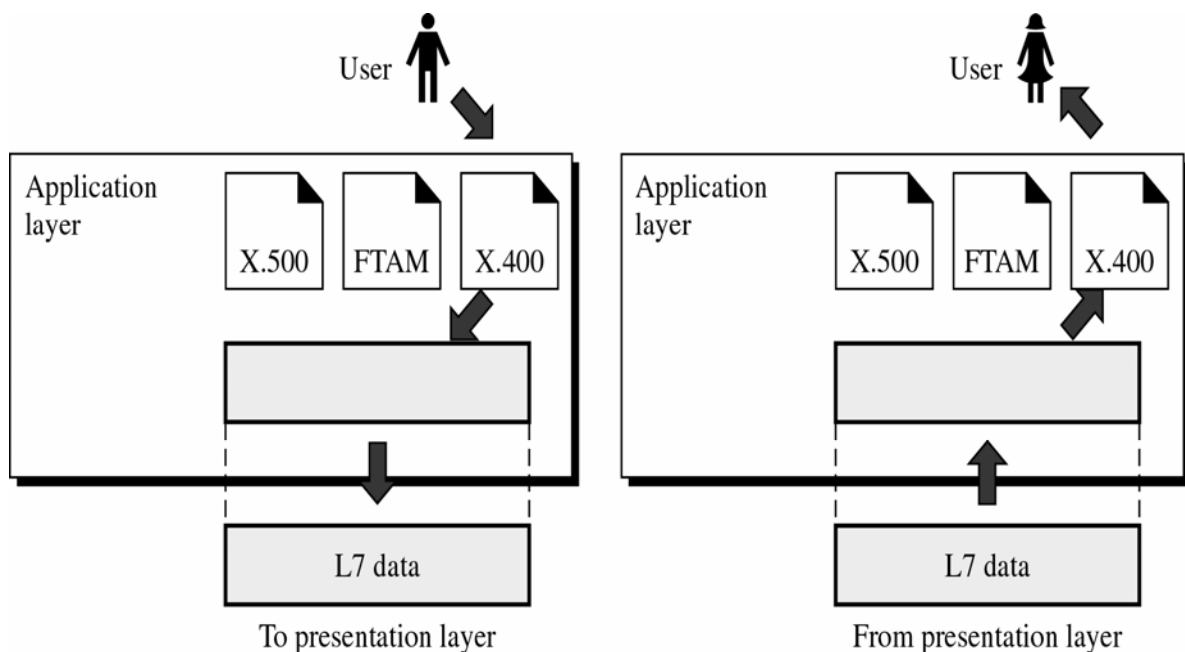 User
Application
layer
X.500
FTAM
X.400
L7 data
To presentation layer
User
Application
layer
X.500
FTAM
X.400
L7 data
From presentation layer